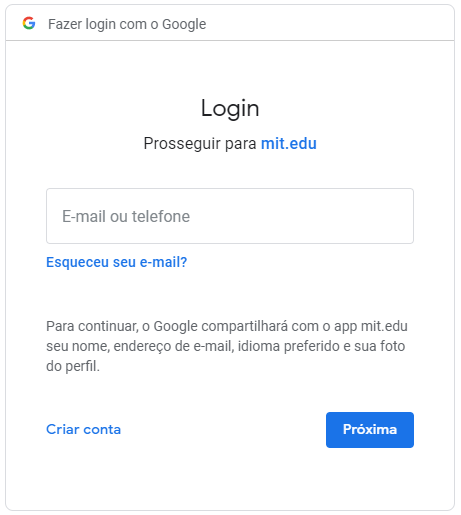 Fazer login com o Google
Login
Prosseguir para mit.edu
E-mail ou telefone
Esqueceu seu e-mail?
Para continuar, o Google compartilhará com o app mit.edu
seu nome, endereço de e-mail, idioma preferido e sua foto
do perfil.
Criar conta
Próxima